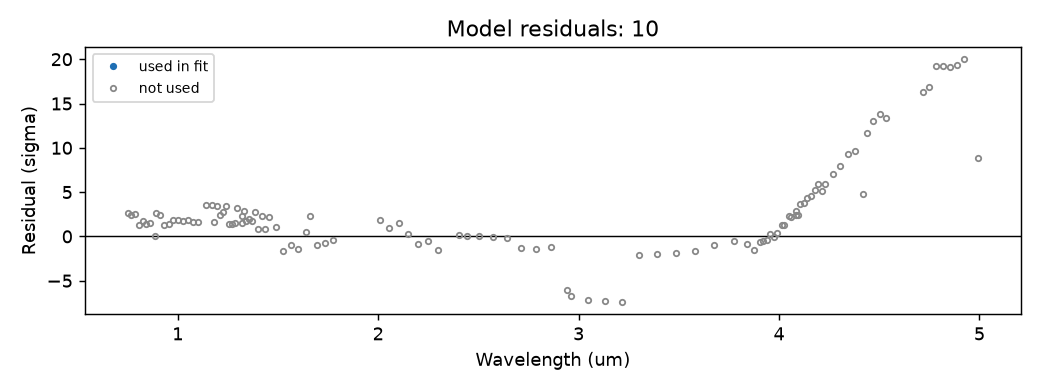 Model residuals: 10
used in fit
not used
20
15
10
5
0
−5
Residual (sigma)
1
2
3
4
5
Wavelength (um)